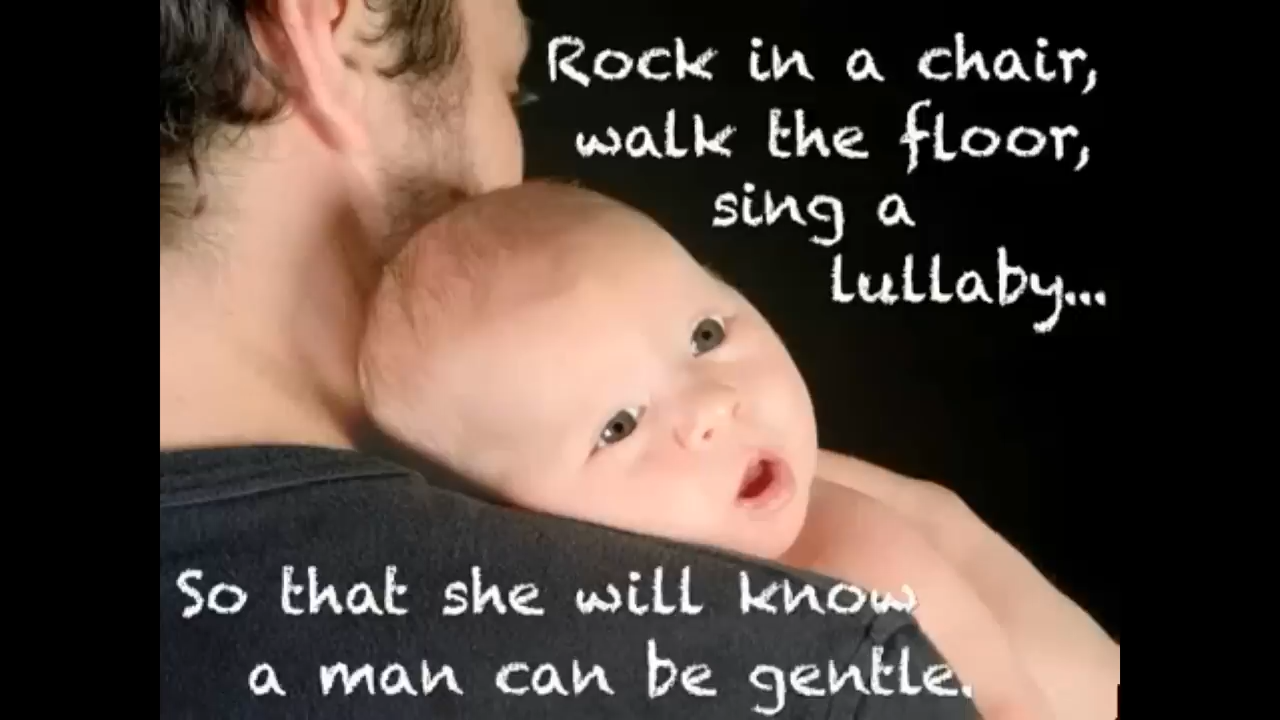 Rock in a chair,
walk the floor,
sing a
lullaby...
So that she will know
a man can be gentle.